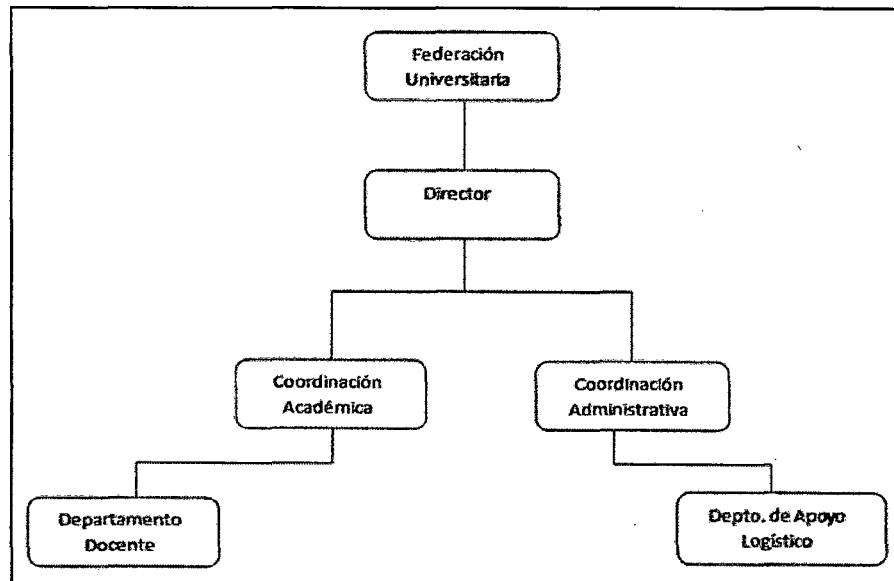 Federación
Universitaria
Director
Coordinación
Académica
Coordinación
Administrativa
Departamento
Docente
Depto. de Apoyo
Logístico